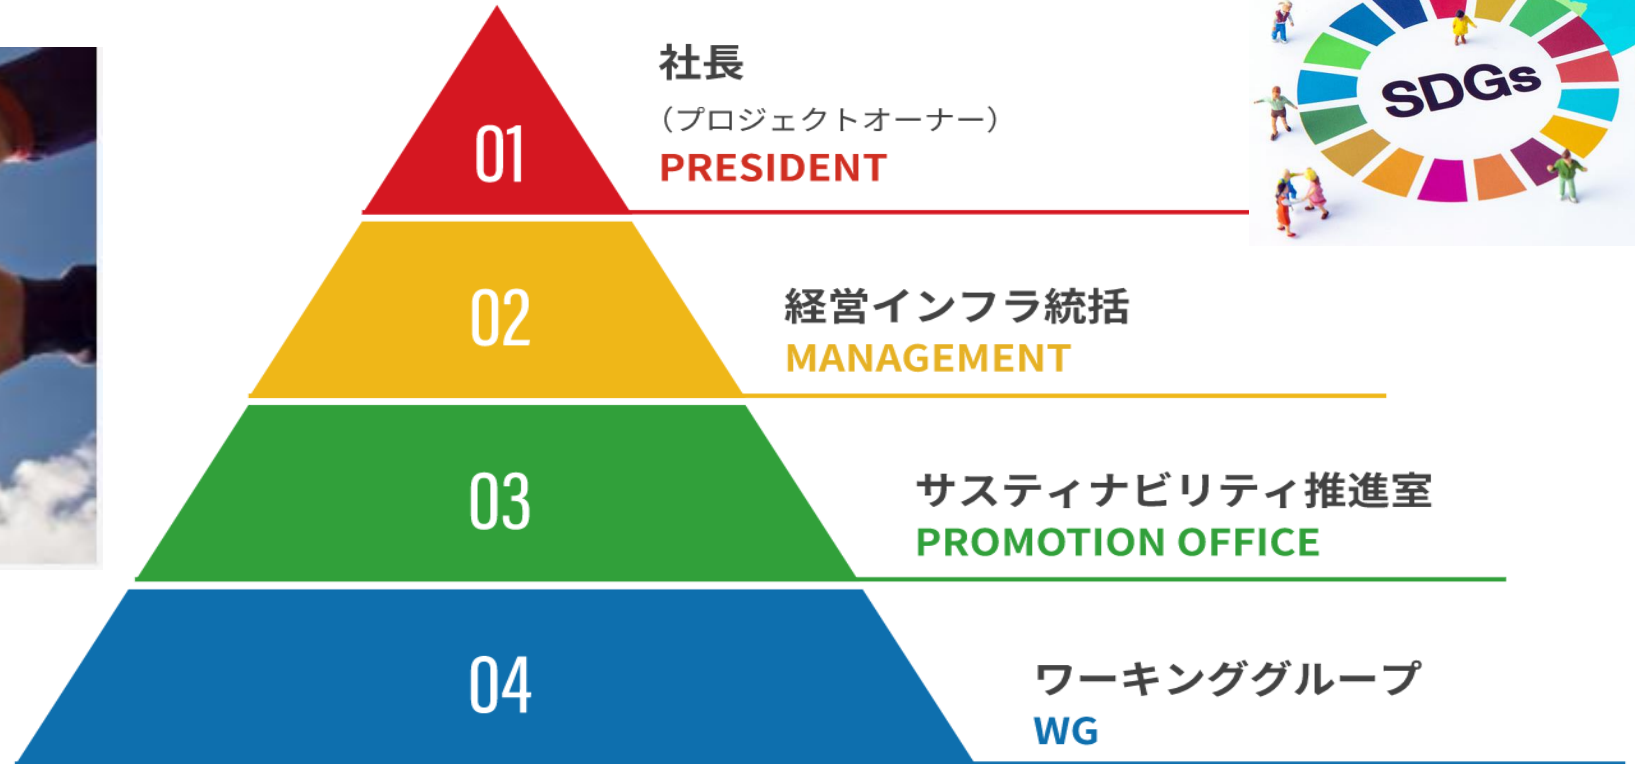 01
社長
（プロジェクトオーナー）
PRESIDENT
SDGs
02
経営インフラ統括
MANAGEMENT
03
サスティナビリティ推進室
PROMOTION OFFICE
04
ワーキンググループ
WG